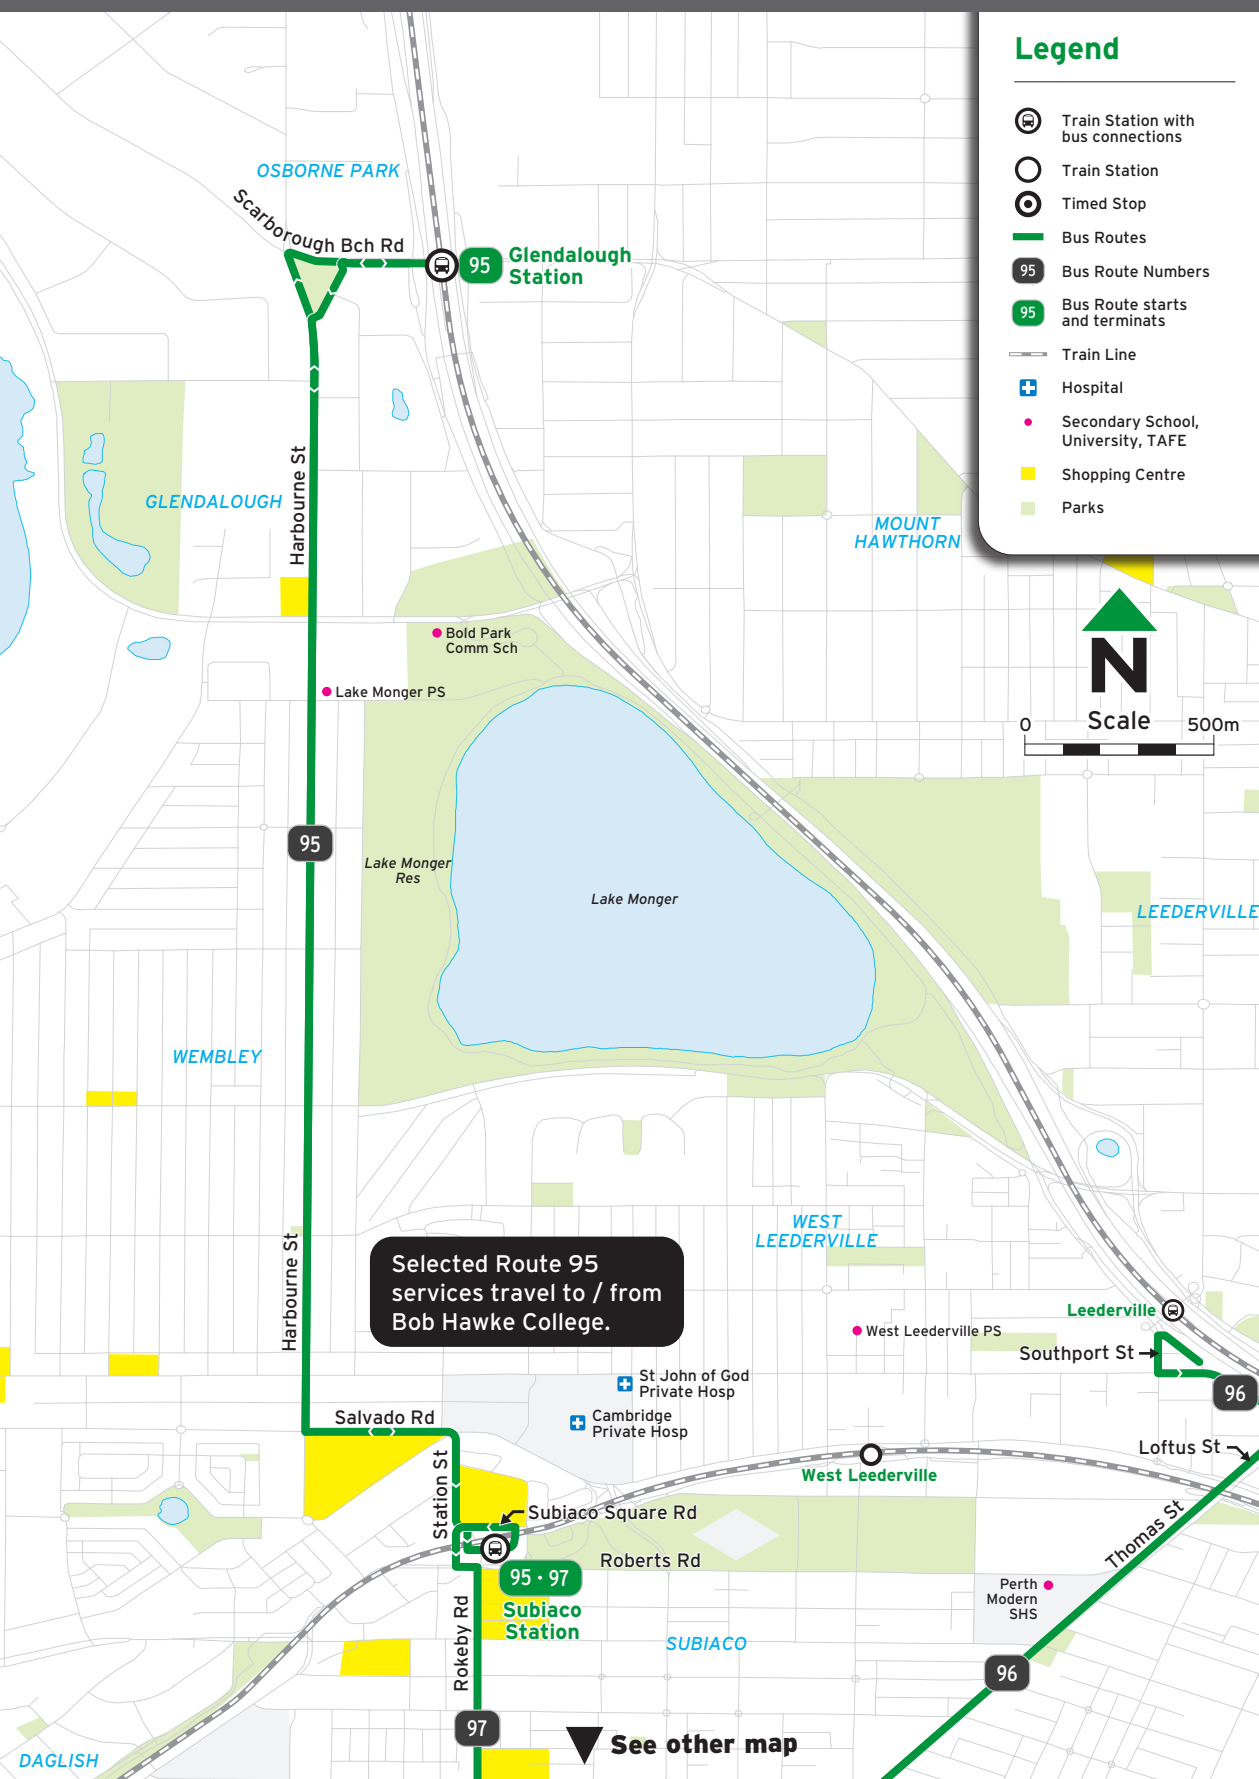 Legend
Train Station with
bus connections
Train Station
Timed Stop
Bus Routes
95
Bus Route Numbers
95
Bus Route starts
and terminats
Train Line
Hospital
Secondary School,
University, TAFE
Shopping Centre
Parks
N
0
Scale
500m
OSBORNE PARK
Scarborough Bch Rd
95
Glendalough
Station
Harbourne St
GLENDALOUGH
MOUNT
HAWTHORN
Bold Park
Comm Sch
Lake Monger PS
95
Lake Monger
Res
Lake Monger
LEEDERVILLE
WEMBLEY
WEST
LEEDERVILLE
Harbourne St
Selected Route 95
services travel to / from
Bob Hawke College.
Leederville
West Leederville PS
Southport St
96
St John of God
Private Hosp
Cambridge
Private Hosp
Salvado Rd
Loftus St
West Leederville
Station St
Subiaco Square Rd
Thomas St
Roberts Rd
95 · 97
Subiaco
Station
Perth
Modern
SHS
Rokeby Rd
SUBIACO
96
97
See other map
DAGLISH